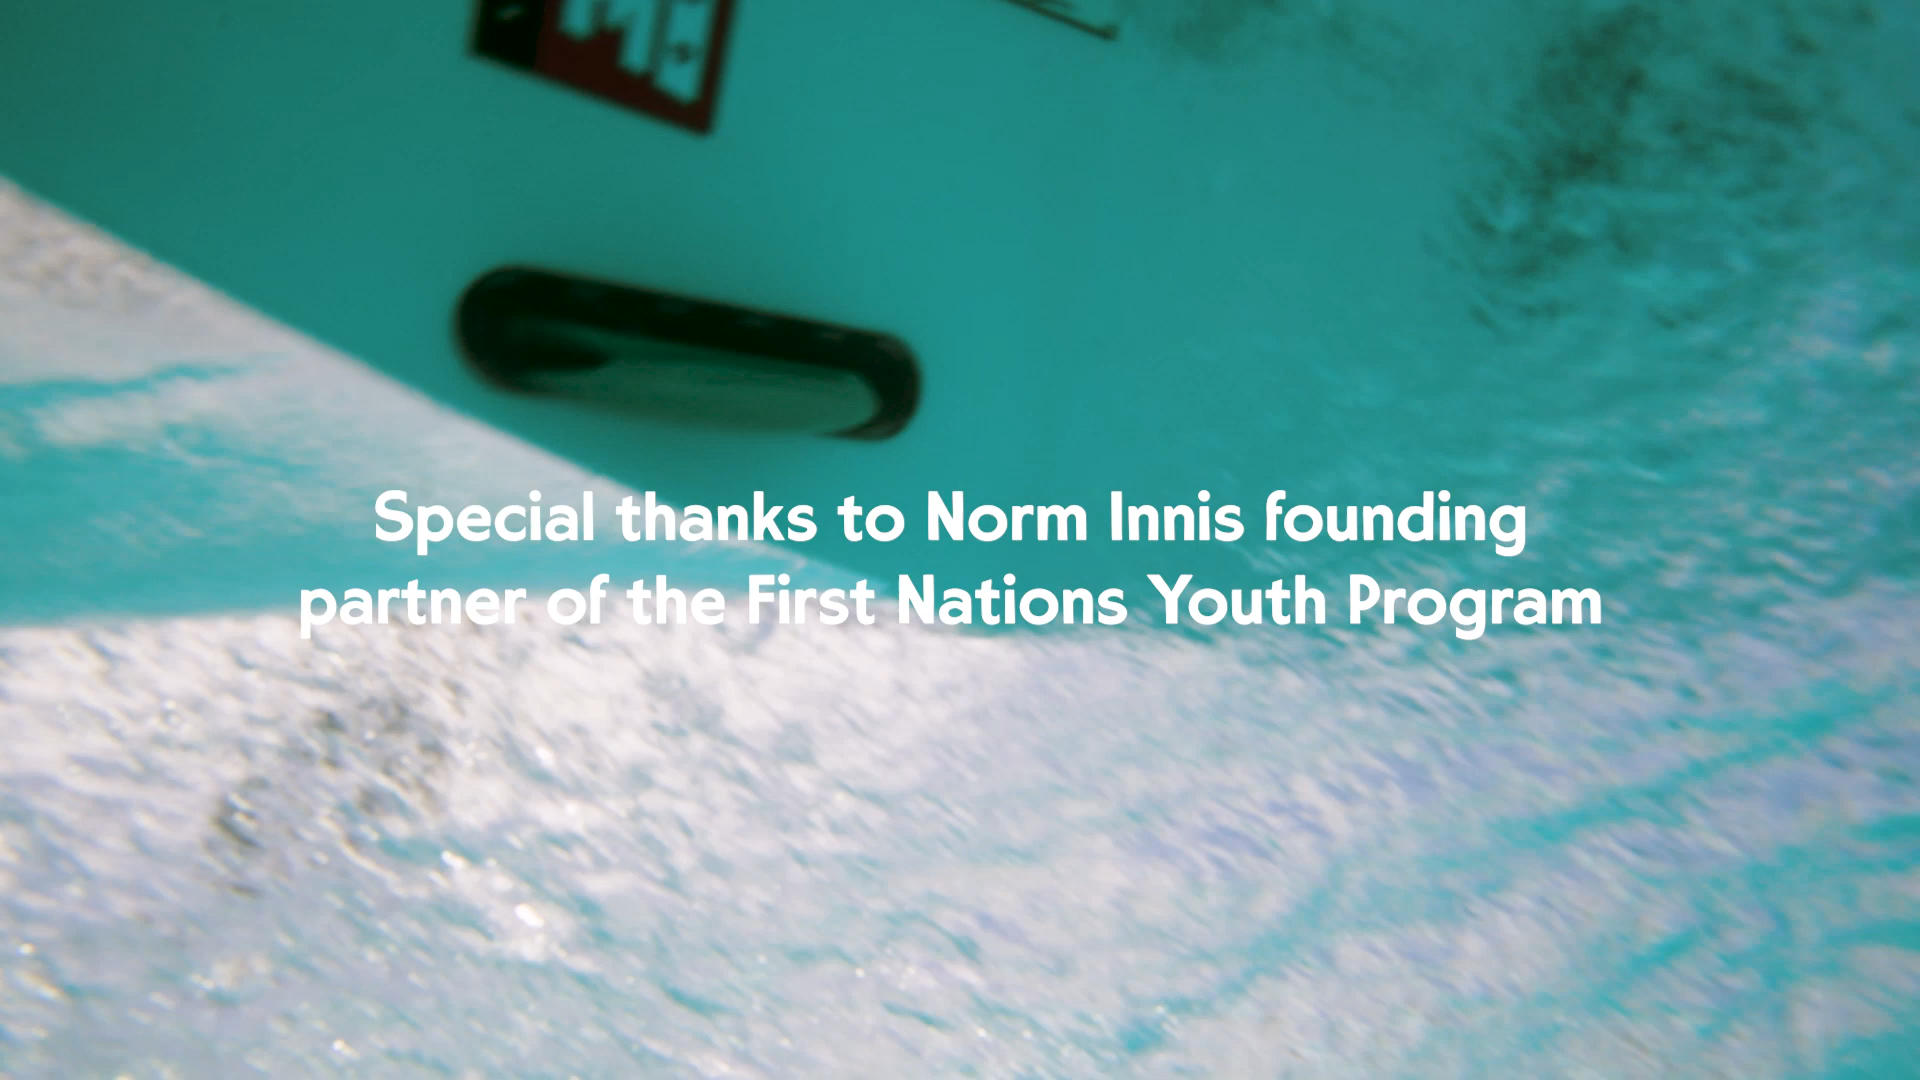 Special thanks to Norm Innis founding
partner of the First Nations Youth Program